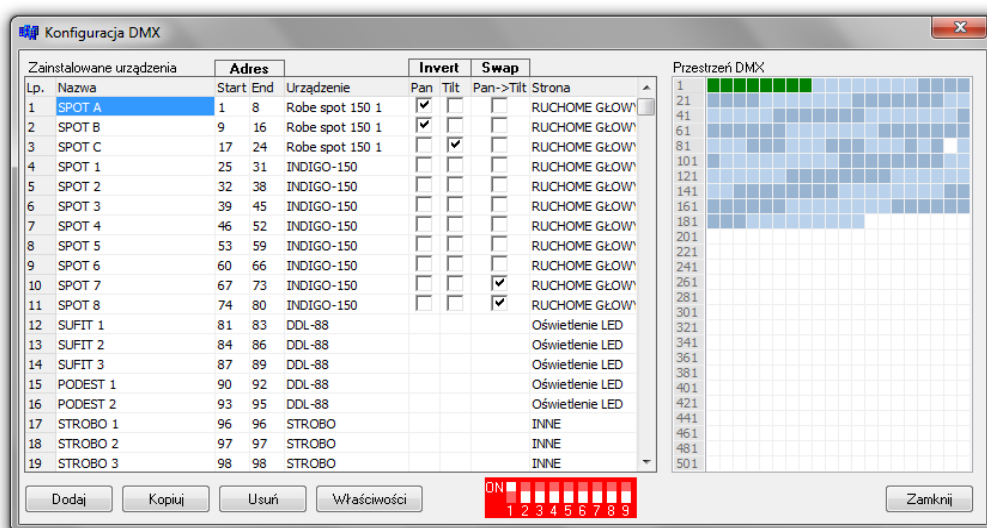 Konfiguracja DMX
Zainstalowane urządzenia Adres Invert Swap
Lp. Nazwa Start End Urządzenie Pan Tilt Pan->Tilt Strona
1 SPOT A 1 8 Robe spot 150 1 RUCHOME GŁOWY
2 SPOT B 9 16 Robe spot 150 1 RUCHOME GŁOWY
3 SPOT C 17 24 Robe spot 150 1 RUCHOME GŁOWY
4 SPOT 1 25 31 INDIGO-150 RUCHOME GŁOWY
5 SPOT 2 32 38 INDIGO-150 RUCHOME GŁOWY
6 SPOT 3 39 45 INDIGO-150 RUCHOME GŁOWY
7 SPOT 4 46 52 INDIGO-150 RUCHOME GŁOWY
8 SPOT 5 53 59 INDIGO-150 RUCHOME GŁOWY
9 SPOT 6 60 66 INDIGO-150 RUCHOME GŁOWY
10 SPOT 7 67 73 INDIGO-150 RUCHOME GŁOWY
11 SPOT 8 74 80 INDIGO-150 RUCHOME GŁOWY
12 SUFIT 1 81 83 DDL-88 Oświetlenie LED
13 SUFIT 2 84 86 DDL-88 Oświetlenie LED
14 SUFIT 3 87 89 DDL-88 Oświetlenie LED
15 PODEST 1 90 92 DDL-88 Oświetlenie LED
16 PODEST 2 93 95 DDL-88 Oświetlenie LED
17 STROBO 1 96 96 STROBO INNE
18 STROBO 2 97 97 STROBO INNE
19 STROBO 3 98 98 STROBO INNE
Przestrzeń DMX
1
21
41
61
81
101
121
141
161
181
201
221
241
261
281
301
321
341
361
381
401
421
441
461
481
501
Dodaj Kopiuj Usuń Właściwości
ON
1 2 3 4 5 6 7 8 9
Zamknij